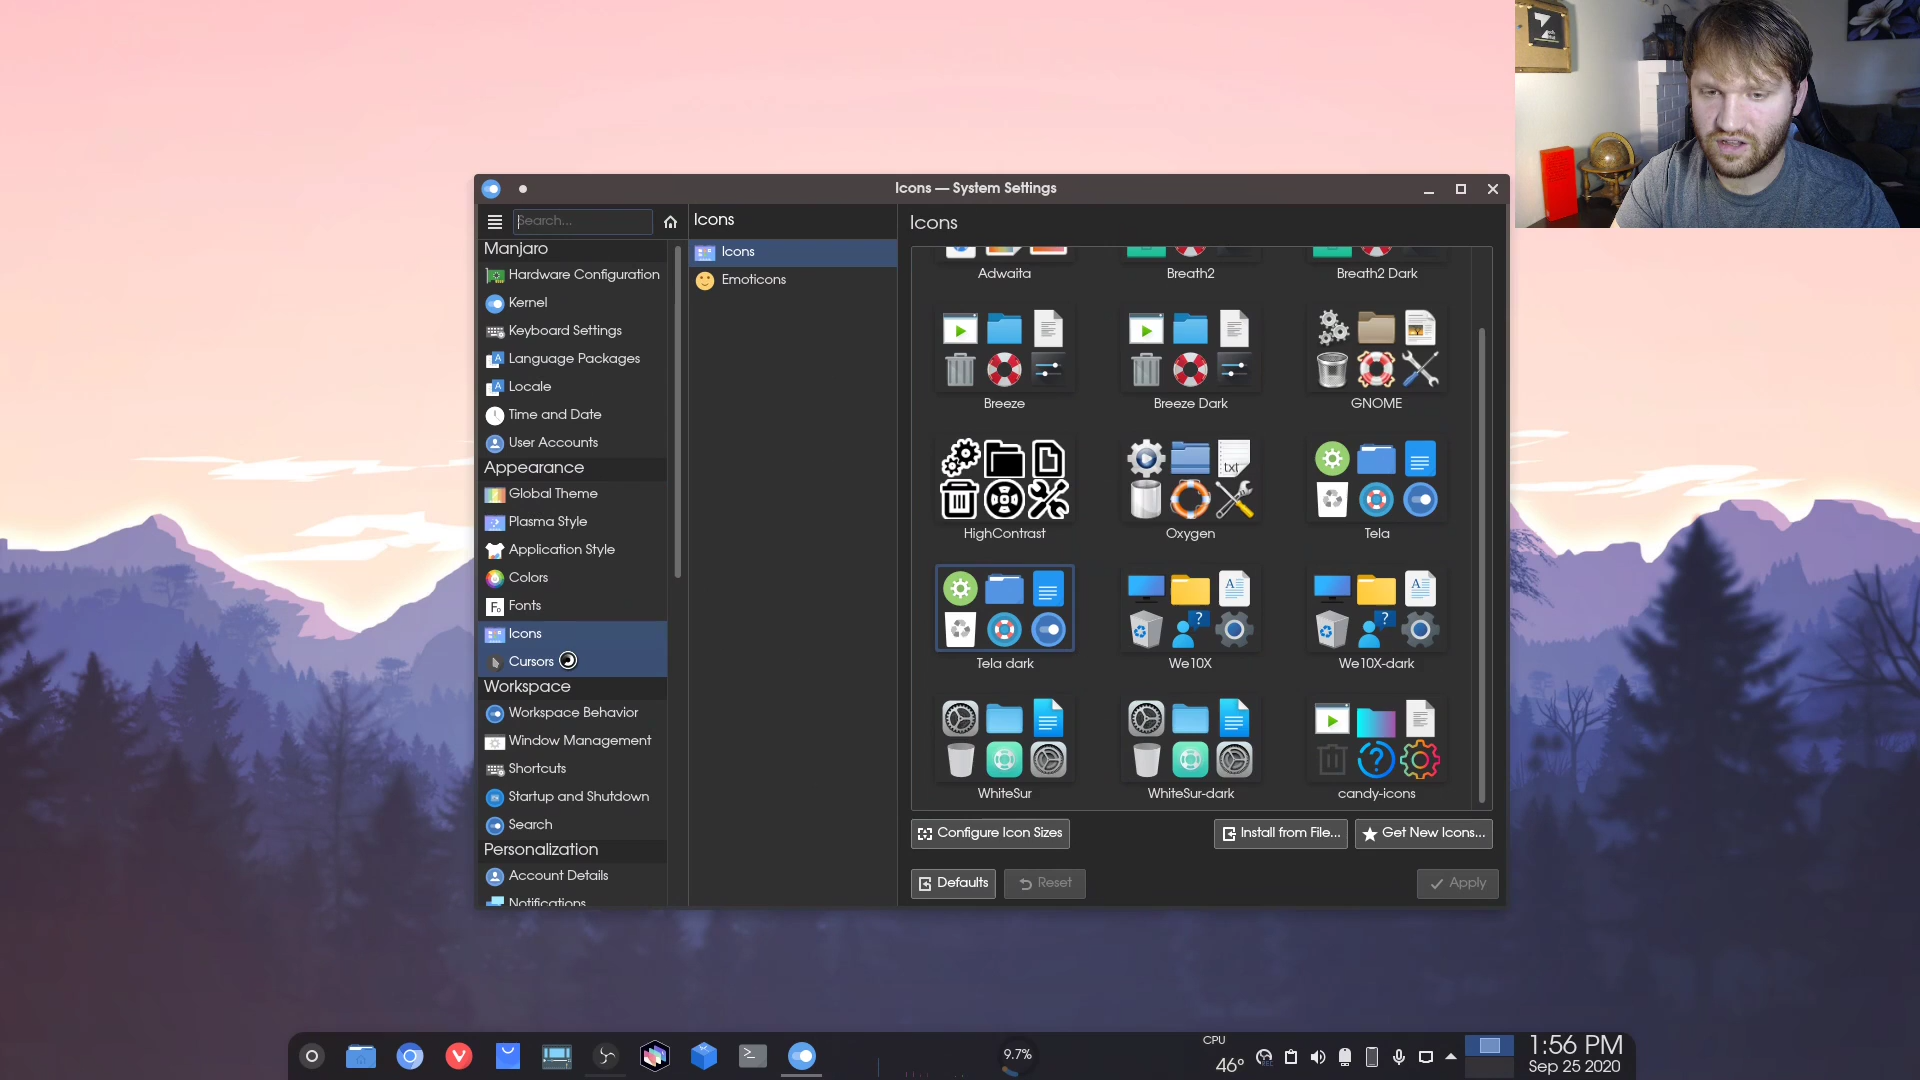 Icons — System Settings
Search...
Icons
Icons
Manjaro
Hardware Configuration
Kernel
Keyboard Settings
Language Packages
Locale
Time and Date
User Accounts
Appearance
Global Theme
Plasma Style
Application Style
Colors
Fonts
Icons
Cursors
Workspace
Workspace Behavior
Window Management
Shortcuts
Startup and Shutdown
Search
Personalization
Account Details
Notifications
Icons
Emoticons
Adwaita
Breath2
Breath2 Dark
Breeze
Breeze Dark
GNOME
txt
HighContrast
Oxygen
Tela
Tela dark
We10X
We10X-dark
WhiteSur
WhiteSur-dark
candy-icons
Configure Icon Sizes
Install from File...
Get New Icons...
Defaults
Reset
Apply
9.7%
CPU
46°
1:56 PM
Sep 25 2020